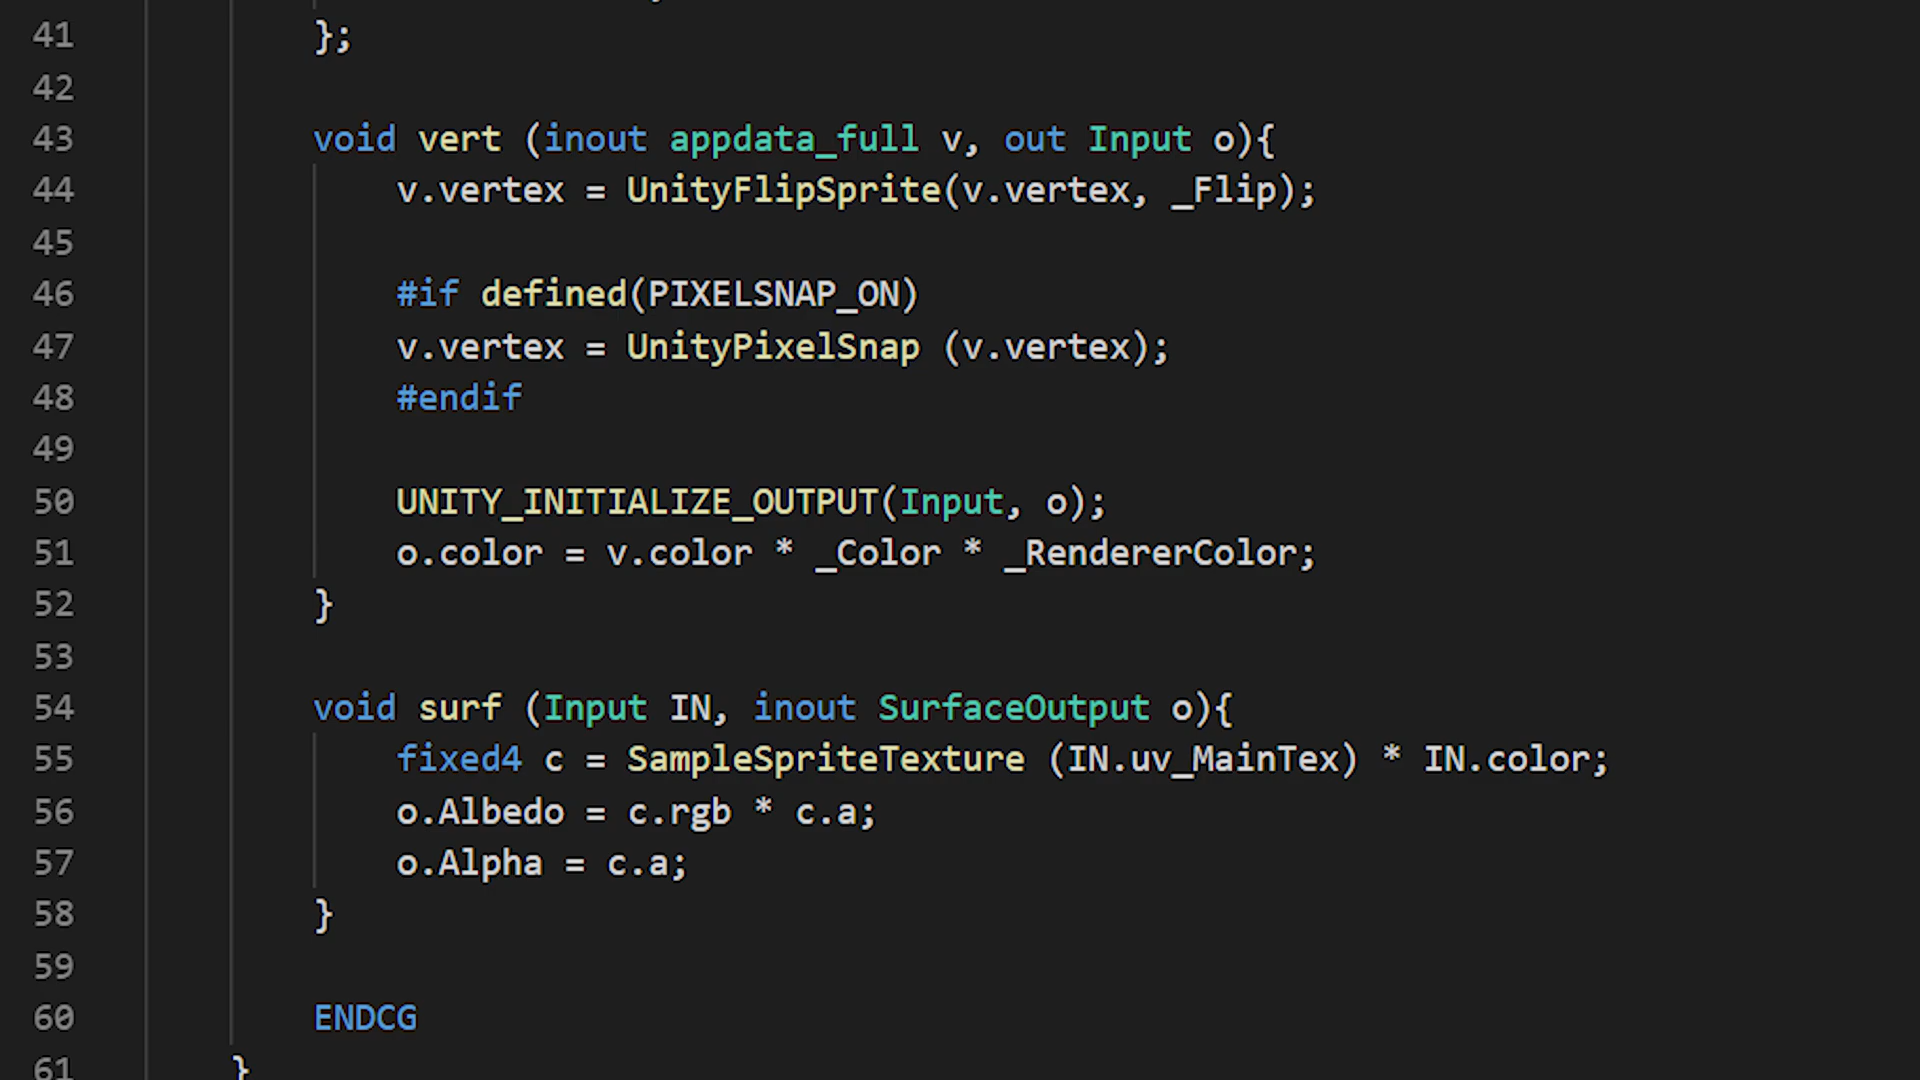 41 };
42
43 void vert (inout appdata_full v, out Input o){
44 v.vertex = UnityFlipSprite(v.vertex, _Flip);
45
46 #if defined(PIXELSNAP_ON)
47 v.vertex = UnityPixelSnap (v.vertex);
48 #endif
49
50 UNITY_INITIALIZE_OUTPUT(Input, o);
51 o.color = v.color * _Color * _RendererColor;
52 }
53
54 void surf (Input IN, inout SurfaceOutput o){
55 fixed4 c = SampleSpriteTexture (IN.uv_MainTex) * IN.color;
56 o.Albedo = c.rgb * c.a;
57 o.Alpha = c.a;
58 }
59
60 ENDCG
61 }